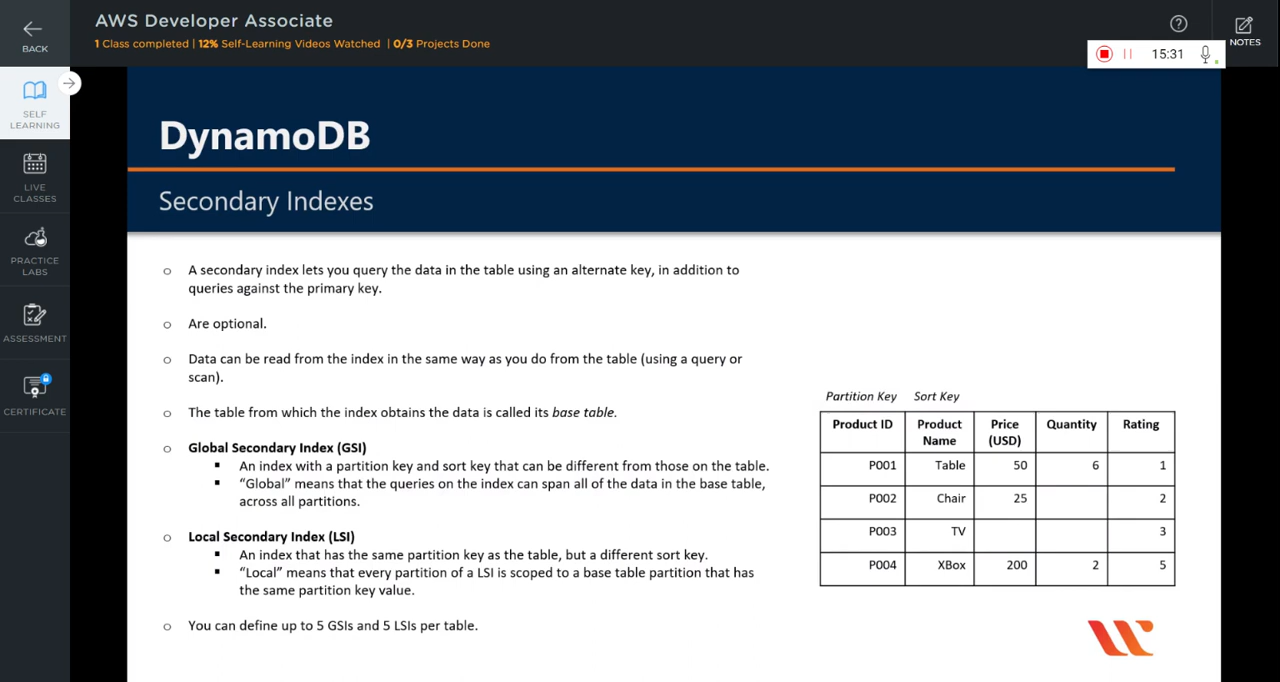 BACK
AWS Developer Associate
1 Class completed | 12% Self-Learning Videos Watched | 0/3 Projects Done
?
NOTES
15:31
SELF
LEARNING
LIVE
CLASSES
PRACTICE
LABS
ASSESSMENT
CERTIFICATE
DynamoDB
Secondary Indexes
o A secondary index lets you query the data in the table using an alternate key, in addition to
queries against the primary key.
o Are optional.
o Data can be read from the index in the same way as you do from the table (using a query or
scan).
o The table from which the index obtains the data is called its base table.
o Global Secondary Index (GSI)
▪ An index with a partition key and sort key that can be different from those on the table.
▪ “Global” means that the queries on the index can span all of the data in the base table,
across all partitions.
o Local Secondary Index (LSI)
▪ An index that has the same partition key as the table, but a different sort key.
▪ “Local” means that every partition of a LSI is scoped to a base table partition that has
the same partition key value.
o You can define up to 5 GSIs and 5 LSIs per table.
Partition Key Sort Key
Product ID Product Price Quantity Rating
Name (USD)
P001 Table 50 6 1
P002 Chair 25 2
P003 TV 3
P004 XBox 200 2 5